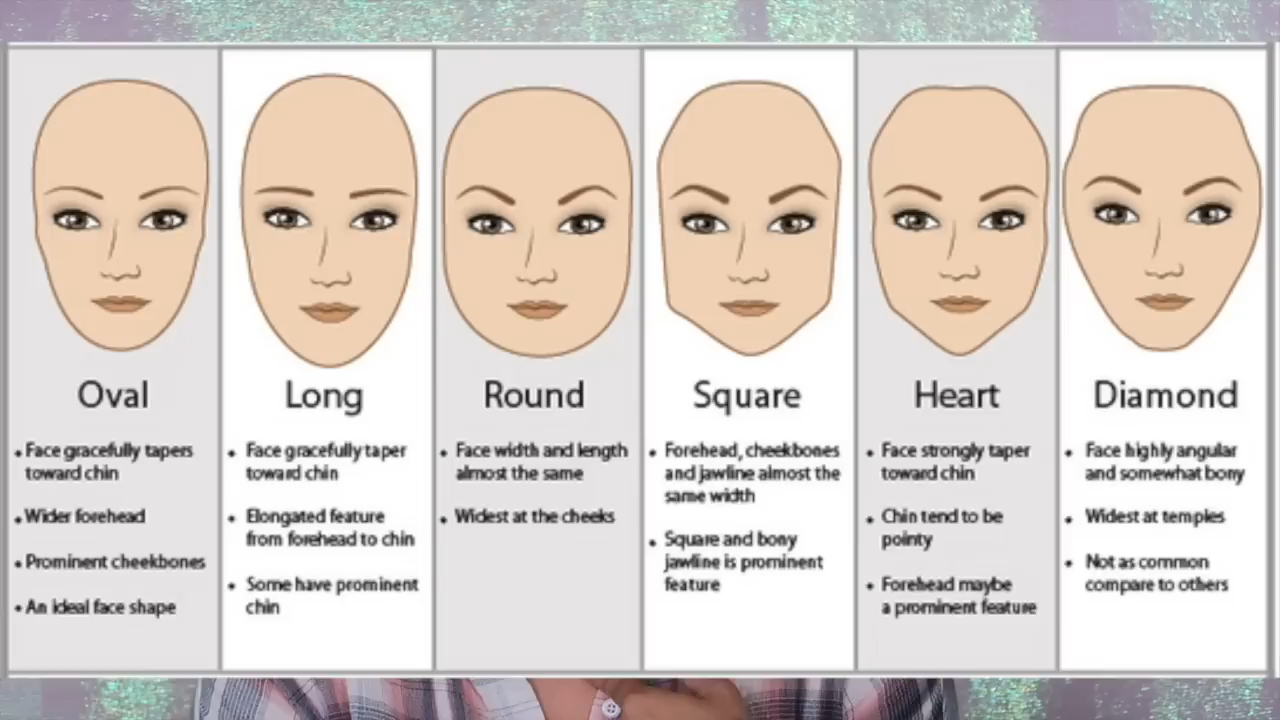 Oval
• Face gracefully tapers
toward chin
• Wider forehead
• Prominent cheekbones
• An ideal face shape
Long
• Face gracefully taper
toward chin
• Elongated feature
from forehead to chin
• Some have prominent
chin
Round
• Face width and length
almost the same
• Widest at the cheeks
Square
• Forehead, cheekbones
and jawline almost the
same width
• Square and bony
jawline is prominent
feature
Heart
• Face strongly taper
toward chin
• Chin tend to be
pointy
• Forehead maybe
a prominent feature
Diamond
• Face highly angular
and somewhat bony
• Widest at temples
• Not as common
compare to others